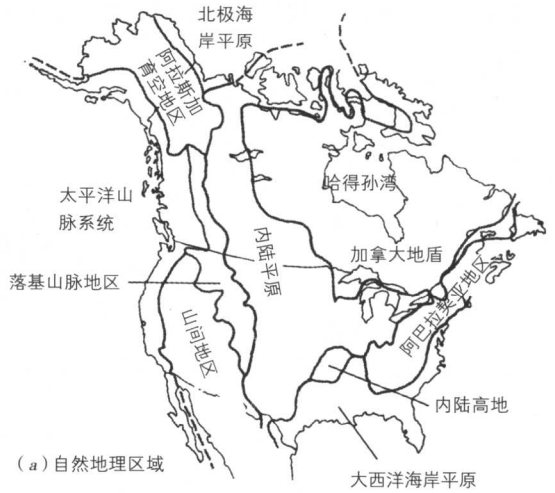 北极海
岸平原
阿拉斯加
育空地区
太平洋山
脉系统
哈得孙湾
内陆平原
加拿大地盾
落基山脉地区
阿巴拉契亚地区
山间地区
内陆高地
(a)自然地理区域
大西洋海岸平原